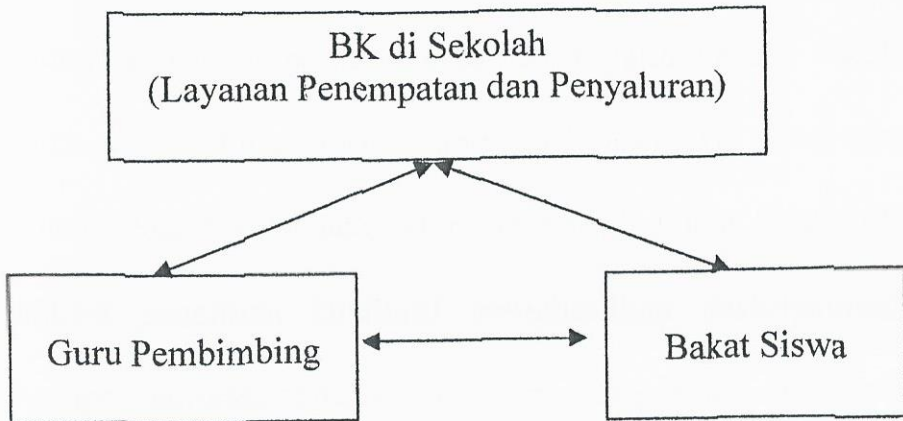 BK di Sekolah
(Layanan Penempatan dan Penyaluran)
Guru Pembimbing
Bakat Siswa